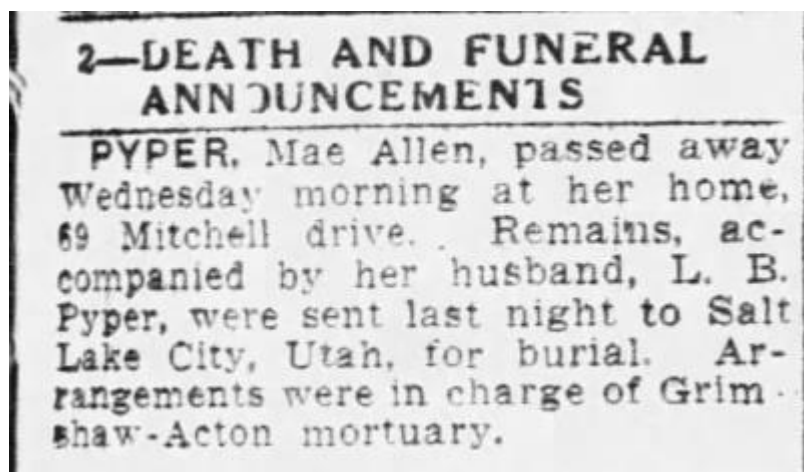 2—DEATH AND FUNERAL
ANNOUNCEMENTS
PYPER, Mae Allen, passed away
Wednesday morning at her home,
69 Mitchell drive. . Remains, ac-
companied by her husband, L. B.
Pyper, were sent last night to Salt
Lake City, Utah, for burial. Ar-
rangements were in charge of Grim-
shaw-Acton mortuary.